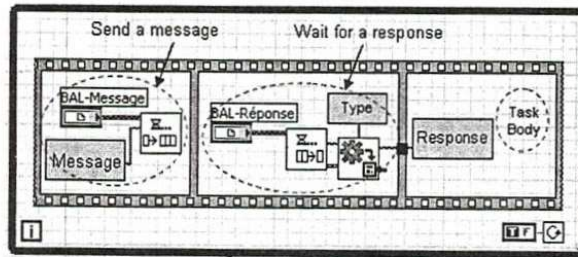 Send a message
Wait for a response
BAL-Message
Message
BAL-Réponse
Type
Response
Task
Body
i
T F